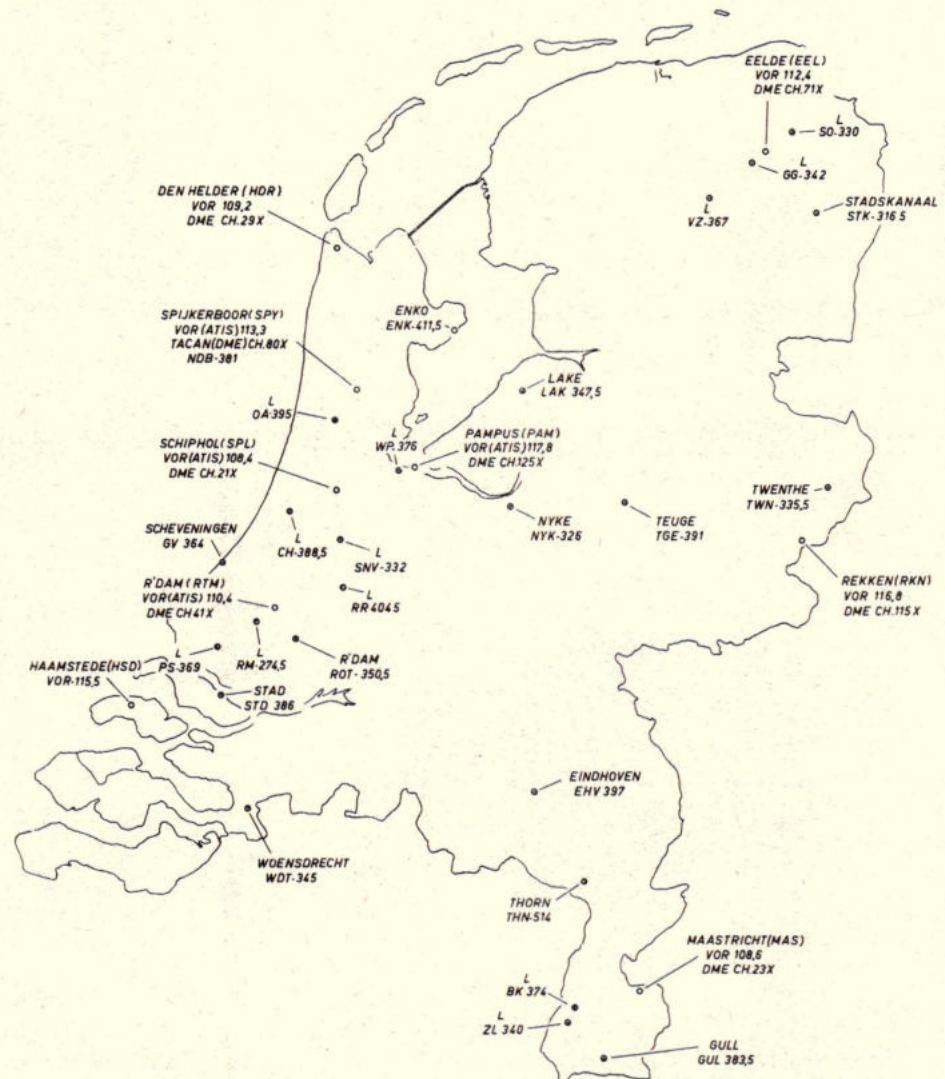 EELDE (EEL)
VOR 112,4
DME CH.71X
L
SO-330
L
GG-342
L
VZ-367
STADSKANAAL
STK-316 5
DEN HELDER (HDR)
VOR 109,2
DME CH.29X
SPIJKERBOOR(SPY)
VOR (ATIS) 113,3
TACAN(DME)CH.80X
NDB-381
ENKO
ENK-411,5
LAKE
LAK 347,5
L
OA-395
L
WP.376
PAMPUS (PAM)
VOR(ATIS)117,8
DME CH.125X
SCHIPHOL(SPL)
VOR(ATIS)108,4
DME CH.21X
NYKE
NYK-326
TEUGE
TGE-391
TWENTHE
TWN-335,5
SCHEVENINGEN
GV 364
L
CH-388,5
L
SNV-332
REKKEN(RKN)
VOR 116,8
DME CH.115X
R'DAM (RTM)
VOR(ATIS) 110,4
DME CH 41X
L
RR 404 5
L
PS-369
L
RM-274,5
R'DAM
ROT-350,5
HAAMSTEDE(HSD)
VOR-115,5
STAD
STD 386
EINDHOVEN
EHV 397
WOENSDRECHT
WDT-345
THORN
THN-514
MAASTRICHT(MAS)
VOR 108,6
DME CH.23X
L
BK 374
L
ZL 340
GULL
GUL 383,5